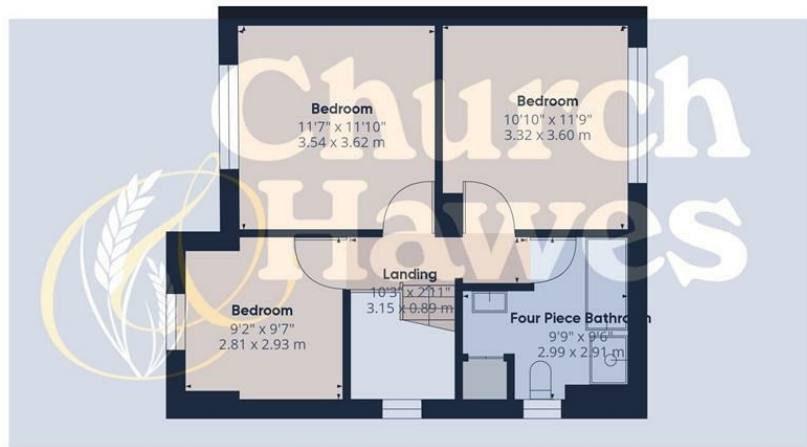 Church
& Hawes
Bedroom
11'7" x 11'10"
3.54 x 3.62 m
Bedroom
10'10" x 11'9"
3.32 x 3.60 m
Landing
10'3" x 2'11"
3.15 x 0.89 m
Bedroom
9'2" x 9'7"
2.81 x 2.93 m
Four Piece Bathroom
9'9" x 9'6"
2.99 x 2.91 m